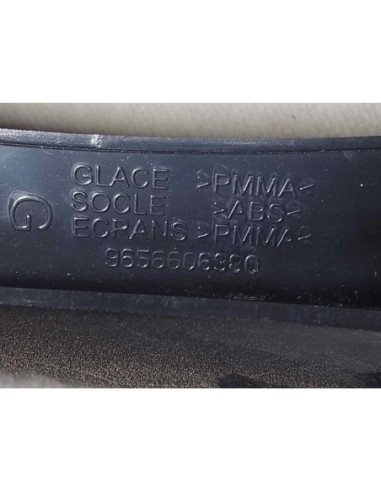 GLACE >PMMA<
SOCLE >ABS<
G ECRANS >PMMA<
9656606380